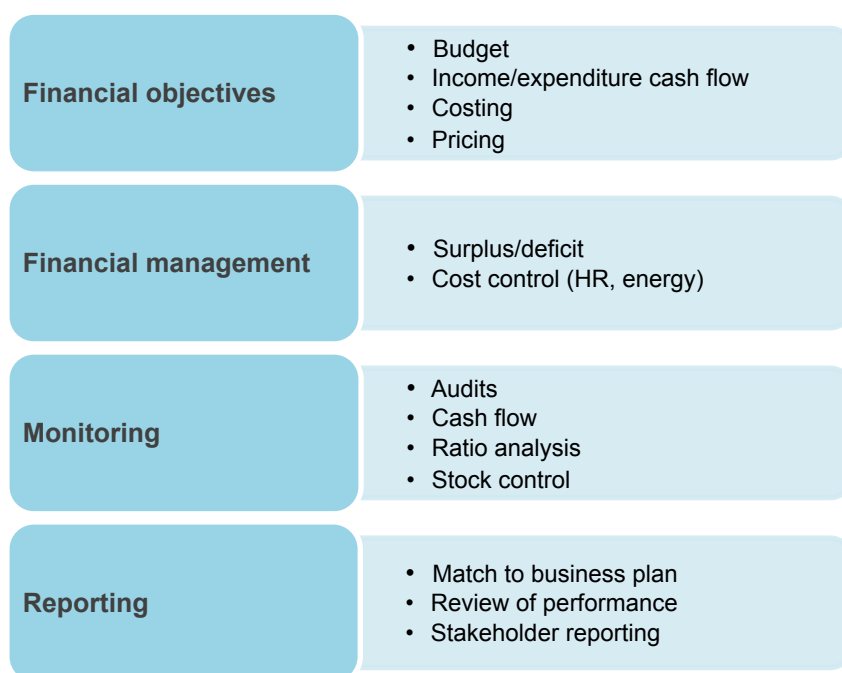 Financial objectives
• Budget
• Income/expenditure cash flow
• Costing
• Pricing
Financial management
• Surplus/deficit
• Cost control (HR, energy)
Monitoring
• Audits
• Cash flow
• Ratio analysis
• Stock control
Reporting
• Match to business plan
• Review of performance
• Stakeholder reporting